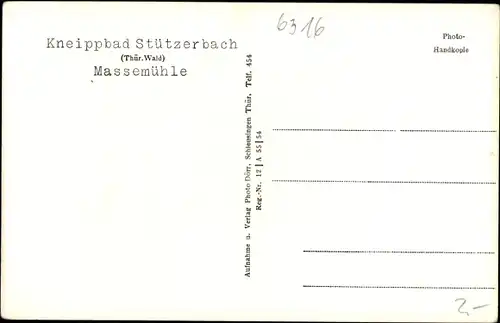 Kneippbad Stützerbach
(Thür. Wald)
Massemühle
Aufnahme u. Verlag Photo Dörr, Schleusingen Thür. Telf. 454
Reg.-Nr. 12 | A 55 | 54
6316
Photo-
Handkopie
2,-